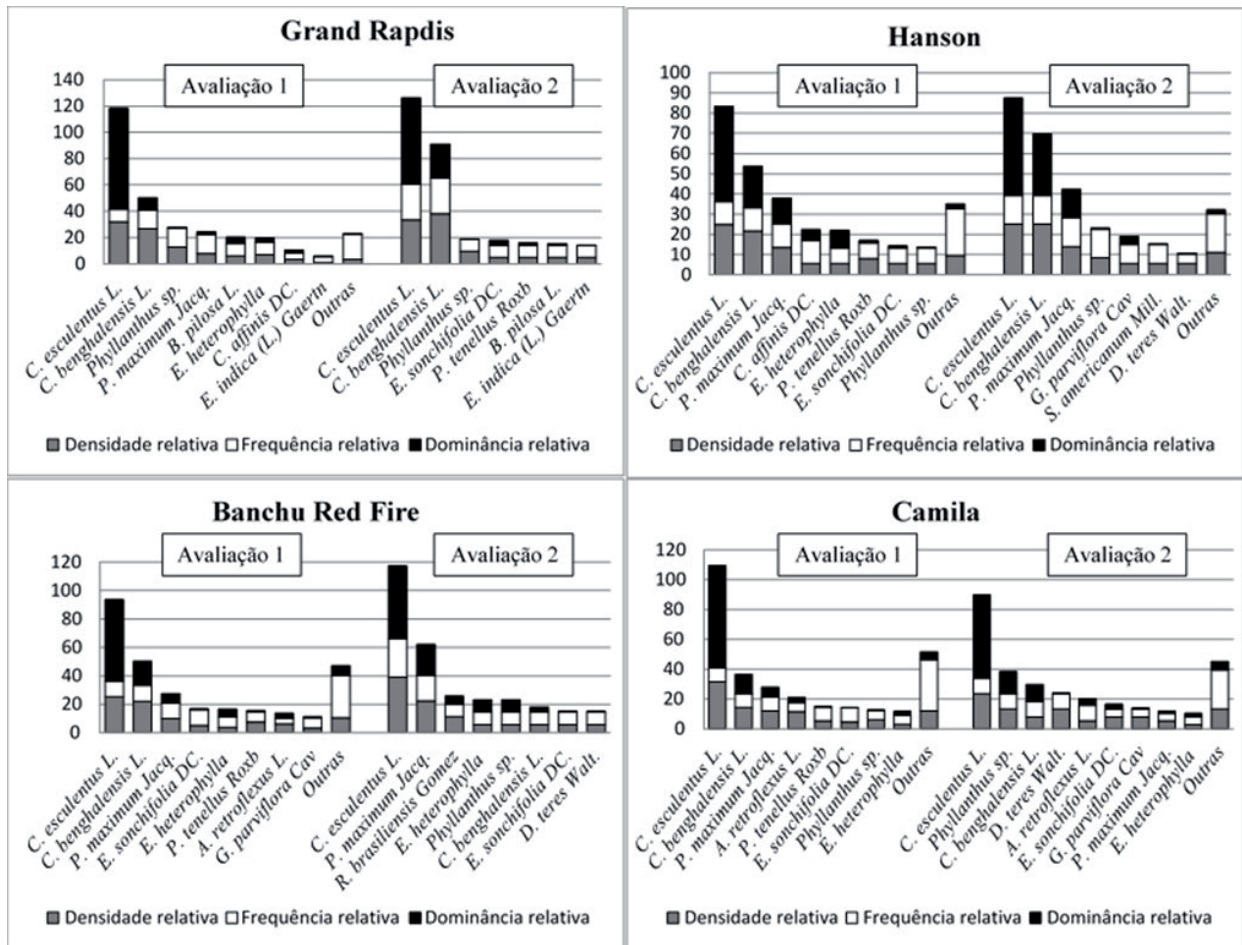 Grand Rapdis
Avaliação 1
Avaliação 2
140
120
100
80
60
40
20
0
C. esculentus L.
C. benghalensis L.
Phyllanthus sp.
P. maximum Jacq.
B. pilosa L.
E. heterophylla
C. affinis DC.
E. indica (L.) Gaertn
Outras
C. esculentus L.
C. benghalensis L.
Phyllanthus sp.
E. sonchifolia DC.
P. tenellus Roxb
B. pilosa L.
E. indica (L.) Gaertn
Densidade relativa Frequência relativa Dominância relativa
Hanson
Avaliação 1
Avaliação 2
100
90
80
70
60
50
40
30
20
10
0
C. esculentus L.
C. benghalensis L.
P. maximum Jacq.
C. affinis DC.
E. heterophylla
P. tenellus Roxb
E. sonchifolia DC.
Phyllanthus sp.
Outras
C. esculentus L.
C. benghalensis L.
P. maximum Jacq.
Phyllanthus sp.
G. parviflora Cav
S. americanum Mill.
D. teres Walt.
Outras
Densidade relativa Frequência relativa Dominância relativa
Banchu Red Fire
Avaliação 1
Avaliação 2
120
100
80
60
40
20
0
C. esculentus L.
C. benghalensis L.
P. maximum Jacq.
E. sonchifolia DC.
E. heterophylla
P. tenellus Roxb
A. retroflexus L.
G. parviflora Cav
Outras
C. esculentus L.
P. maximum Jacq.
R. brasiliensis Gomez
E. heterophylla
Phyllanthus sp.
C. benghalensis L.
E. sonchifolia DC.
D. teres Walt.
Densidade relativa Frequência relativa Dominância relativa
Camila
Avaliação 1
Avaliação 2
120
100
80
60
40
20
0
C. esculentus L.
C. benghalensis L.
P. maximum Jacq.
A. retroflexus L.
P. tenellus Roxb
E. sonchifolia DC.
Phyllanthus sp.
E. heterophylla
Outras
C. esculentus L.
Phyllanthus sp.
C. benghalensis L.
D. teres Walt.
A. retroflexus L.
E. sonchifolia DC.
G. parviflora Cav
P. maximum Jacq.
E. heterophylla
Outras
Densidade relativa Frequência relativa Dominância relativa